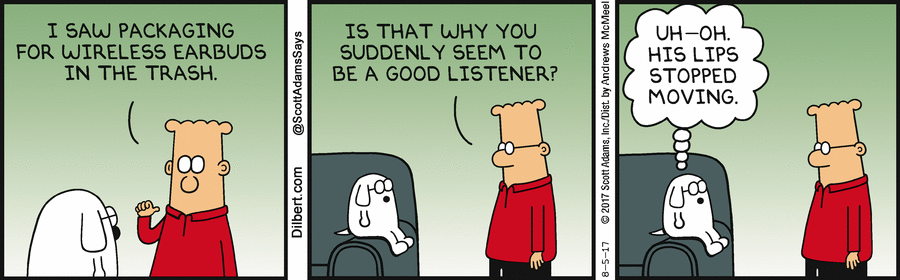 I SAW PACKAGING
FOR WIRELESS EARBUDS
IN THE TRASH.
Dilbert.com @ScottAdamsSays
IS THAT WHY YOU
SUDDENLY SEEM TO
BE A GOOD LISTENER?
8-5-17 © 2017 Scott Adams, Inc./Dist. by Andrews McMeel
UH-OH.
HIS LIPS
STOPPED
MOVING.